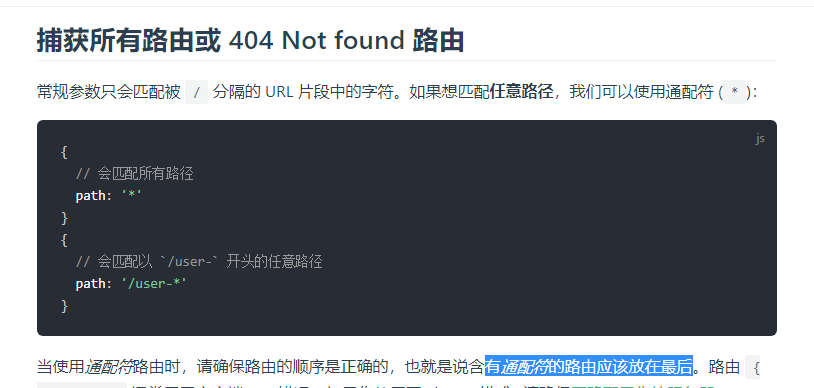 捕获所有路由或 404 Not found 路由
常规参数只会匹配被 / 分隔的 URL 片段中的字符。如果想匹配任意路径，我们可以使用通配符 ( * )：
js
{
// 会匹配所有路径
path: '*'
}
{
// 会匹配以 `/user-` 开头的任意路径
path: '/user-*'
}
当使用通配符路由时，请确保路由的顺序是正确的，也就是说含有通配符的路由应该放在最后。路由 {